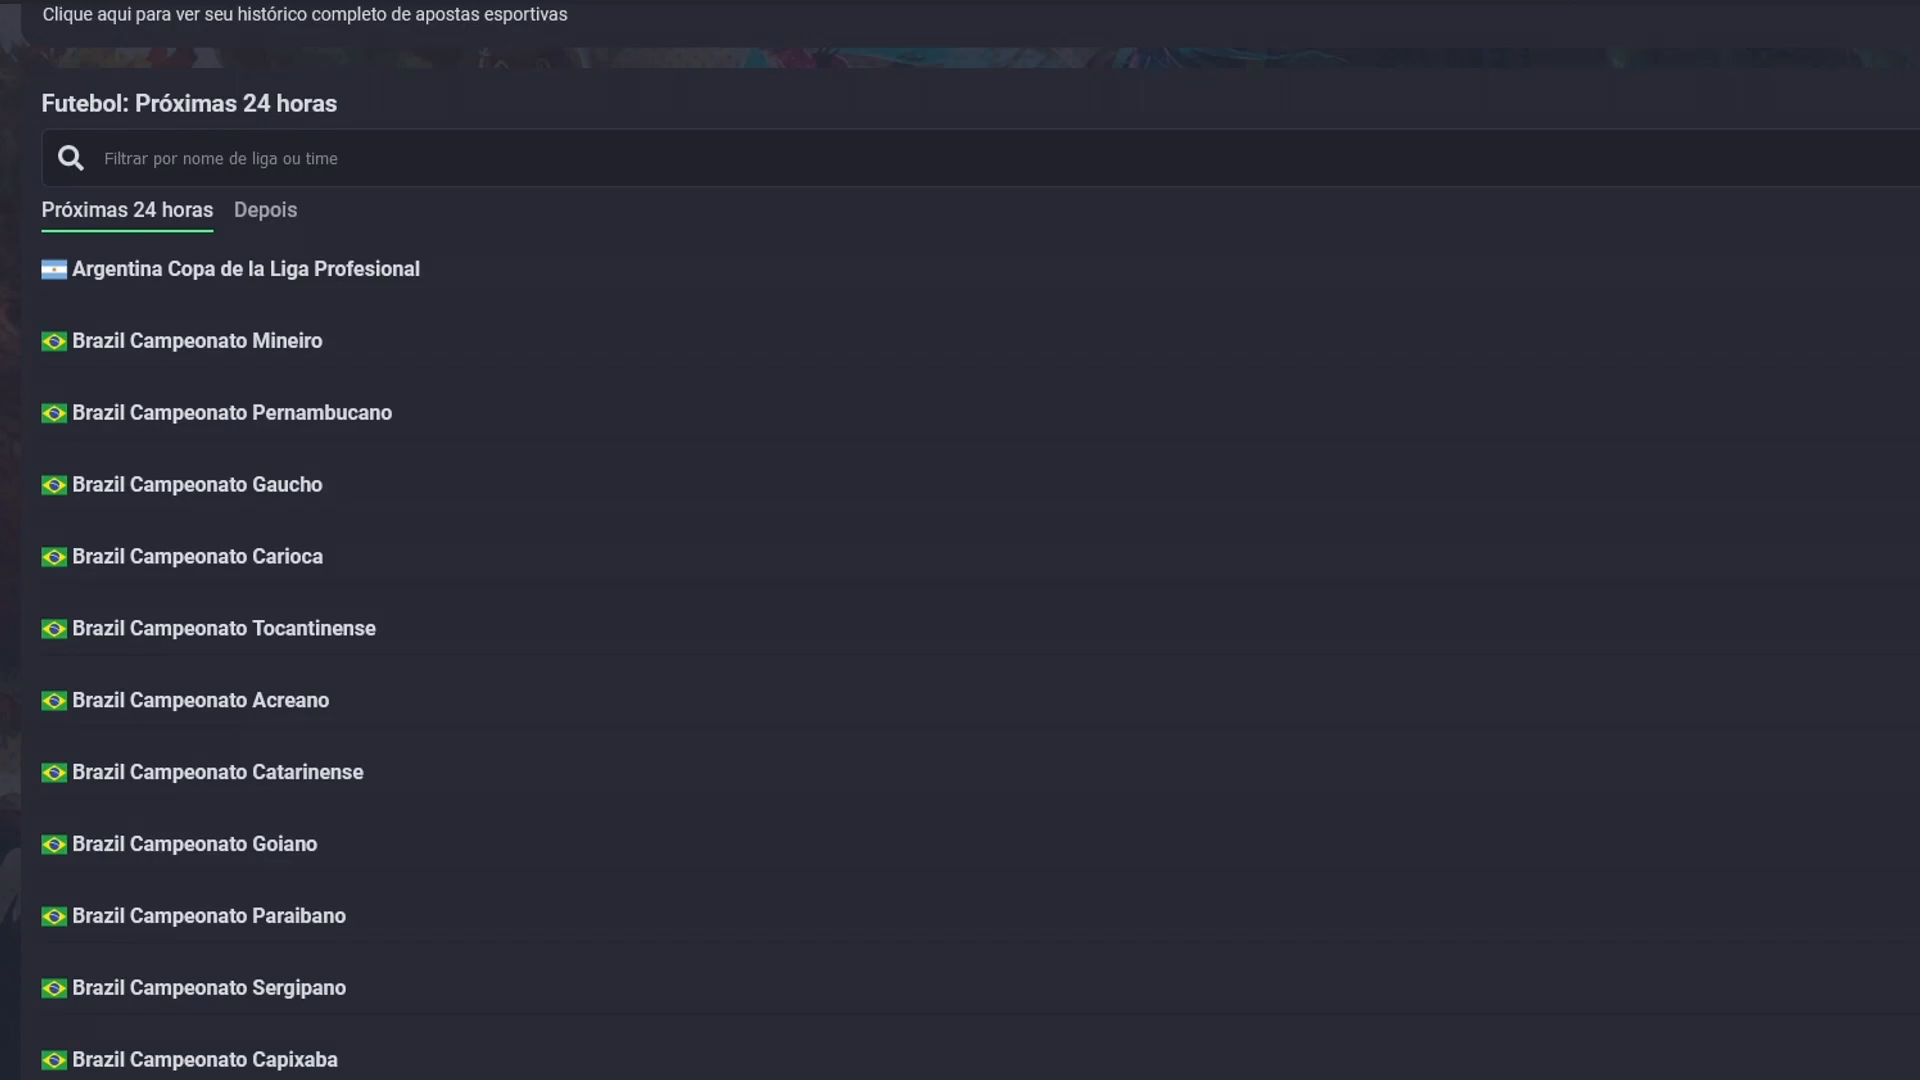 Clique aqui para ver seu histórico completo de apostas esportivas
Futebol: Próximas 24 horas
Filtrar por nome de liga ou time
Próximas 24 horas Depois
Argentina Copa de la Liga Profesional
Brazil Campeonato Mineiro
Brazil Campeonato Pernambucano
Brazil Campeonato Gaucho
Brazil Campeonato Carioca
Brazil Campeonato Tocantinense
Brazil Campeonato Acreano
Brazil Campeonato Catarinense
Brazil Campeonato Goiano
Brazil Campeonato Paraibano
Brazil Campeonato Sergipano
Brazil Campeonato Capixaba